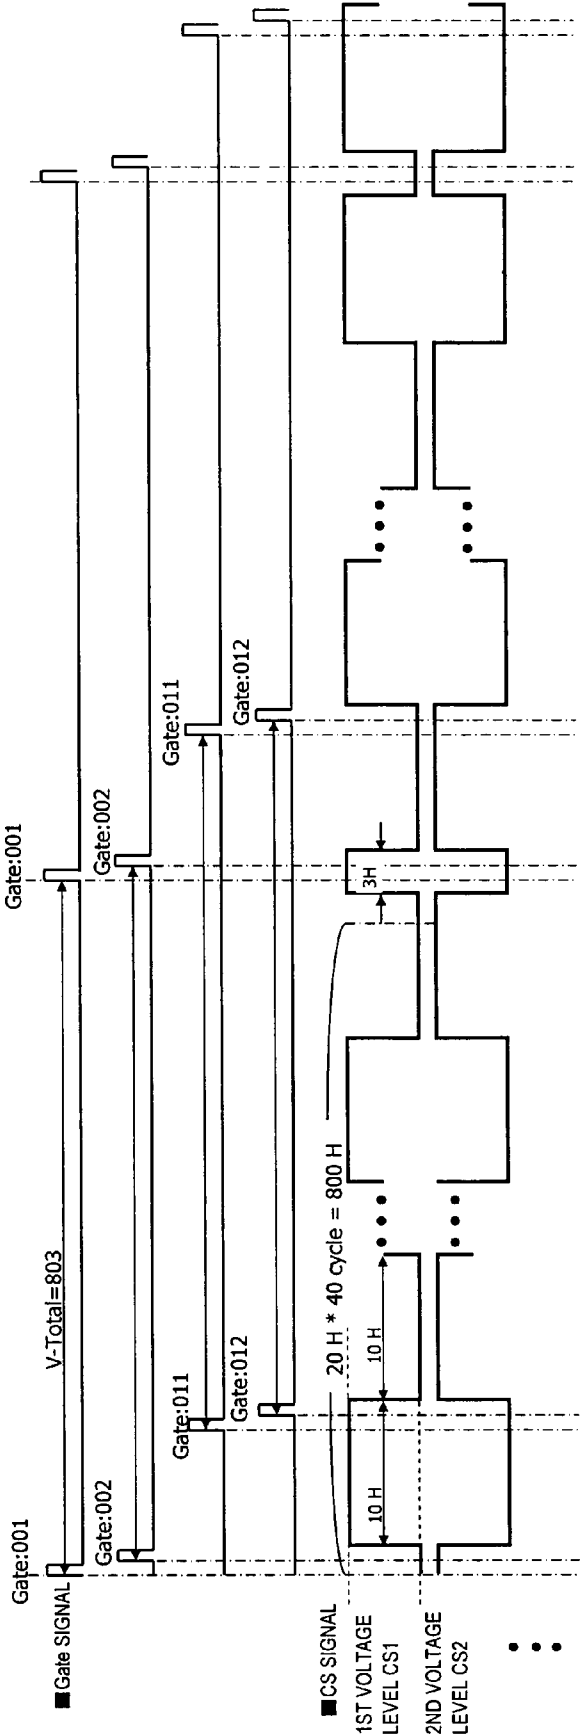 ■Gate SIGNAL
Gate:001
V-Total=803
Gate:001
Gate:002
Gate:002
Gate:011
Gate:011
Gate:012
Gate:012
■CS SIGNAL
20 H * 40 cycle = 800 H
3H
1ST VOLTAGE
LEVEL CS1
10 H
10 H
2ND VOLTAGE
LEVEL CS2